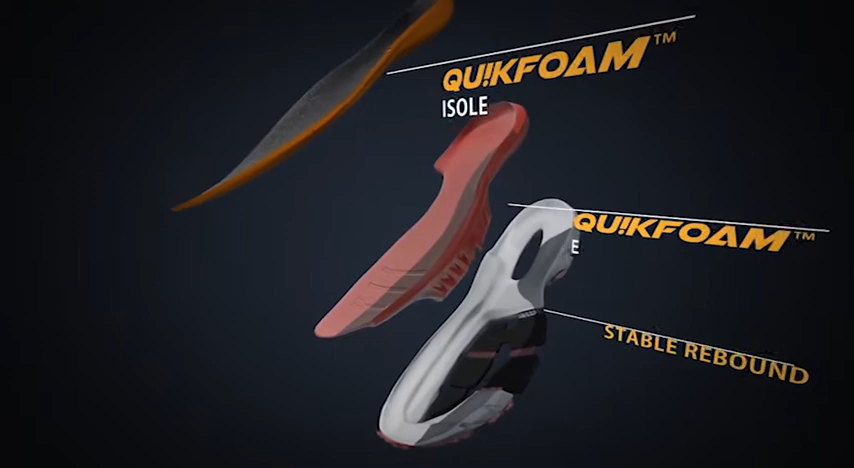 QU!KFOAM™
ISOLE
QU!KFOAM™
E
STABLE REBOUND